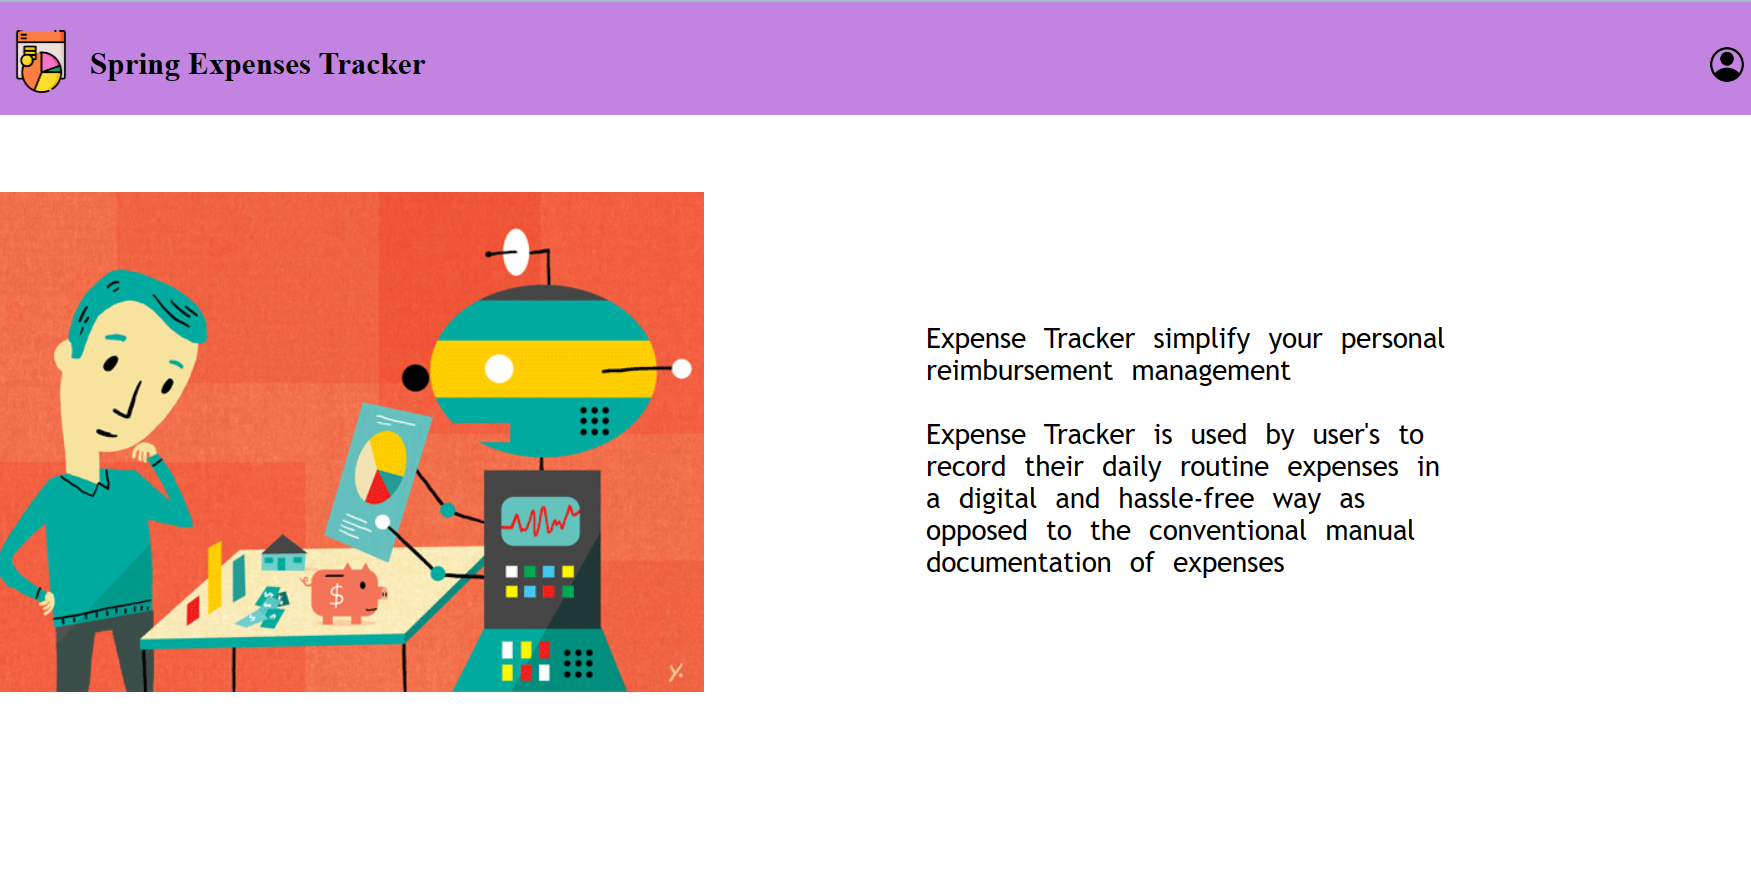 Spring Expenses Tracker
Expense Tracker simplify your personal
reimbursement management
Expense Tracker is used by user's to
record their daily routine expenses in
a digital and hassle-free way as
opposed to the conventional manual
documentation of expenses
$
Y.